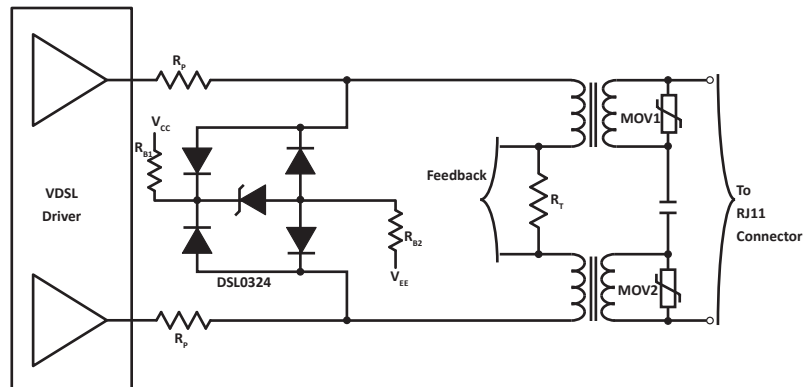 R_P
V_CC
R_B1
MOV1
VDSL
Driver
Feedback
R_T
To
RJ11
Connector
R_B2
DSL0324
V_EE
MOV2
R_P